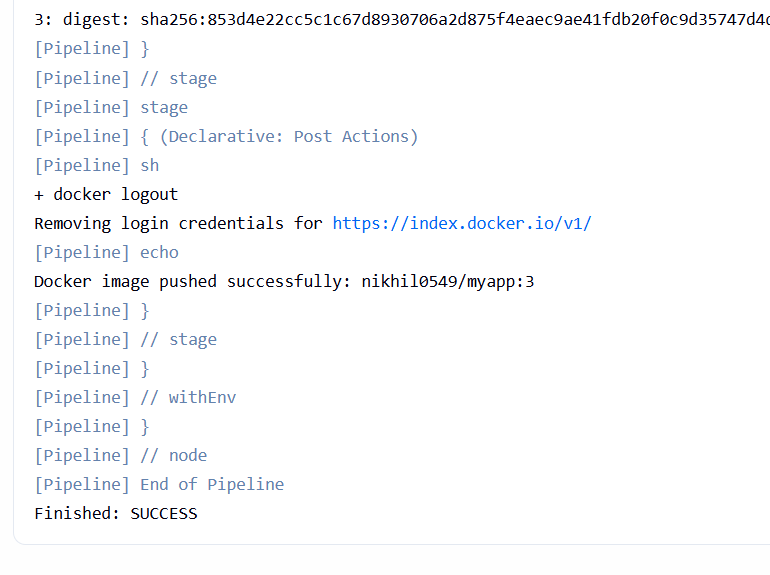 3: digest: sha256:853d4e22cc5c1c67d8930706a2d875f4eaec9ae41fdb20f0c9d35747d4
[Pipeline] }
[Pipeline] // stage
[Pipeline] stage
[Pipeline] { (Declarative: Post Actions)
[Pipeline] sh
+ docker logout
Removing login credentials for https://index.docker.io/v1/
[Pipeline] echo
Docker image pushed successfully: nikhil0549/myapp:3
[Pipeline] }
[Pipeline] // stage
[Pipeline] }
[Pipeline] // withEnv
[Pipeline] }
[Pipeline] // node
[Pipeline] End of Pipeline
Finished: SUCCESS